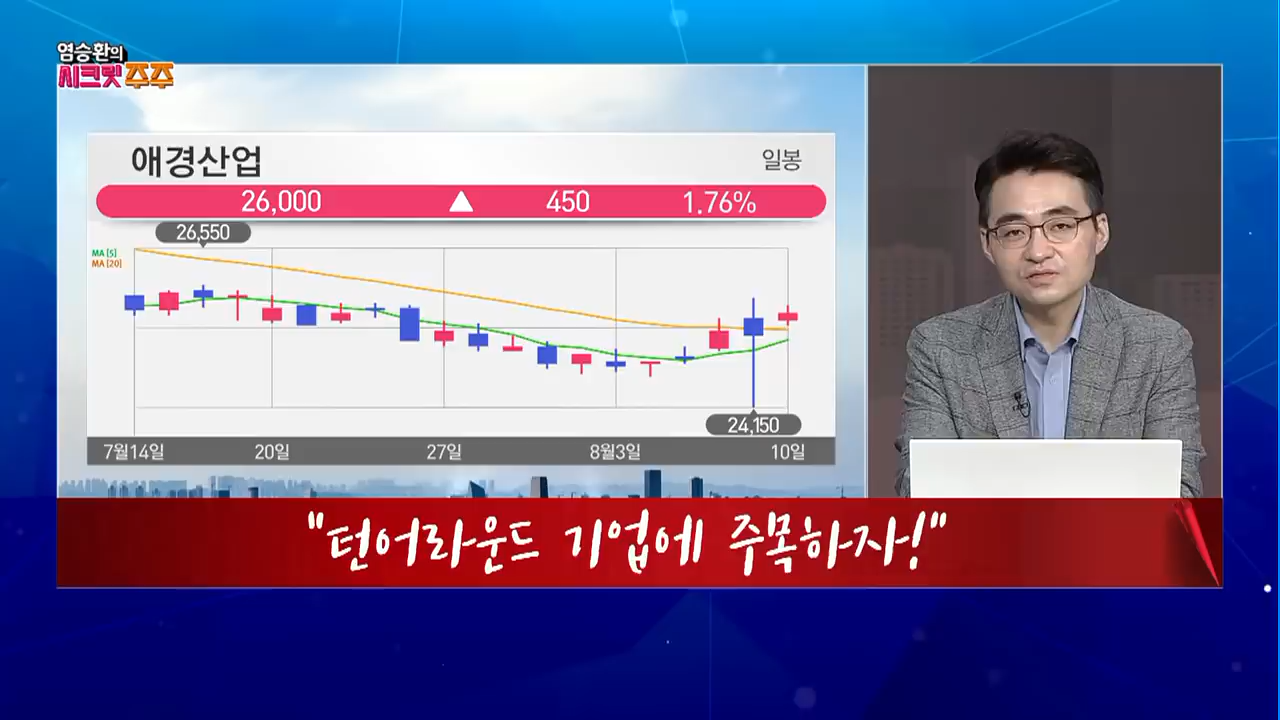 염승환의
시크릿 주주
애경산업
일봉
26,000 ▲ 450 1.76%
26,550
MA [5]
MA [20]
24,150
7월14일 20일 27일 8월3일 10일
"턴어라운드 기업에 주목하자!"